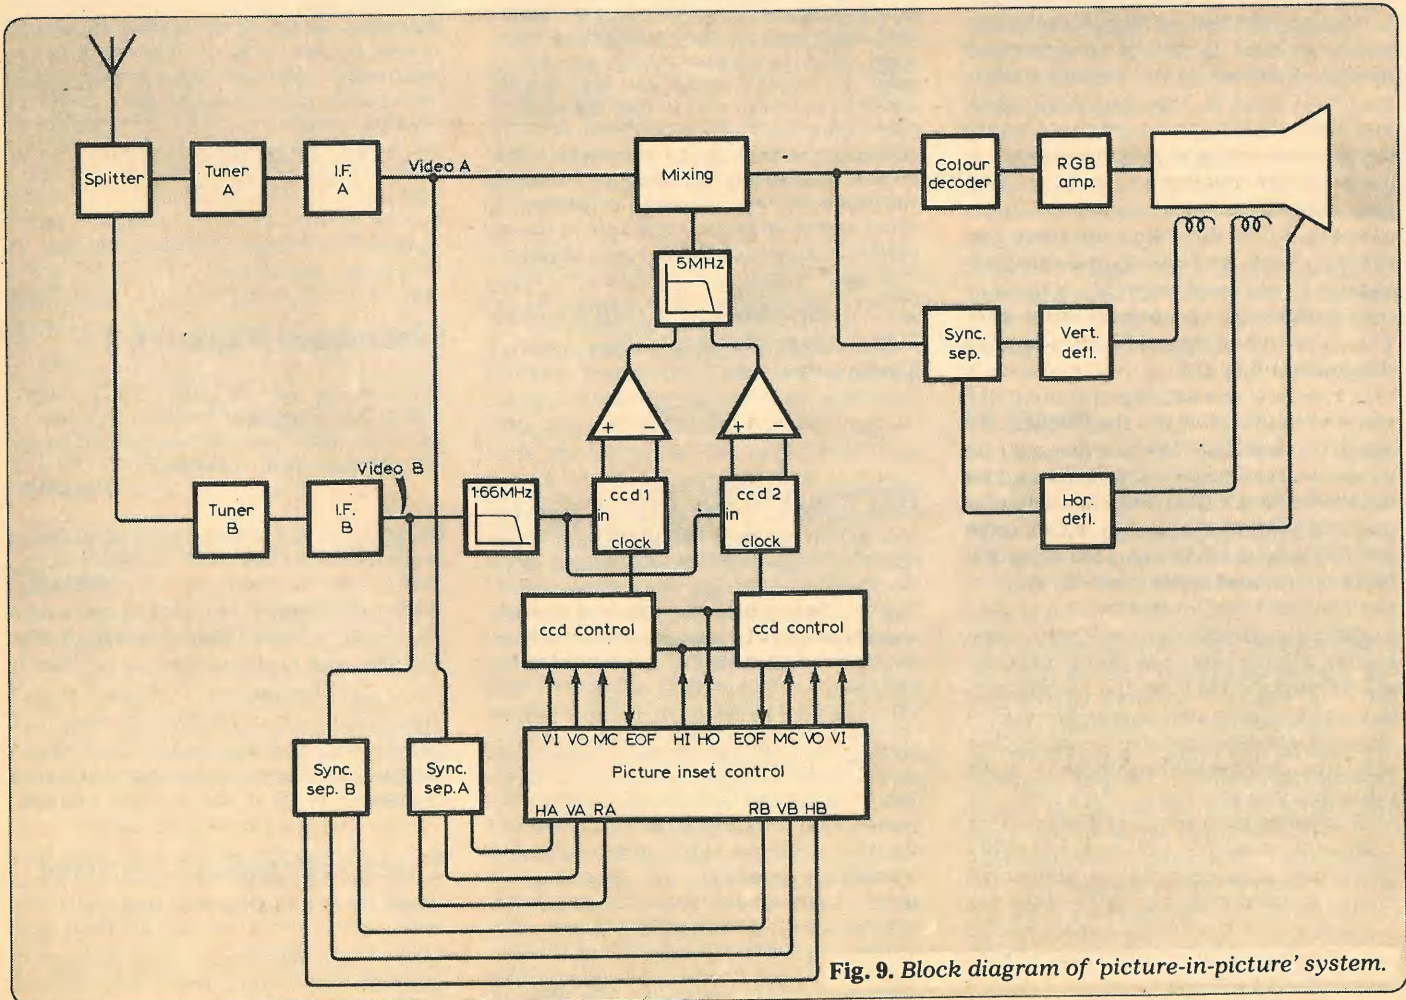 Splitter
Tuner
A
I.F.
A
Video A
Mixing
Colour
decoder
RGB
amp.
5MHz
Sync.
sep.
Vert.
defl.
+ −
+ −
Video B
Tuner
B
I.F.
B
1·66MHz
ccd 1
in
clock
ccd 2
in
clock
Hor.
defl.
ccd control
ccd control
VI VO MC EOF HI HO EOF MC VO VI
Picture inset control
HA VA RA RB VB HB
Sync.
sep. B
Sync.
sep.A
Fig. 9. Block diagram of 'picture-in-picture' system.